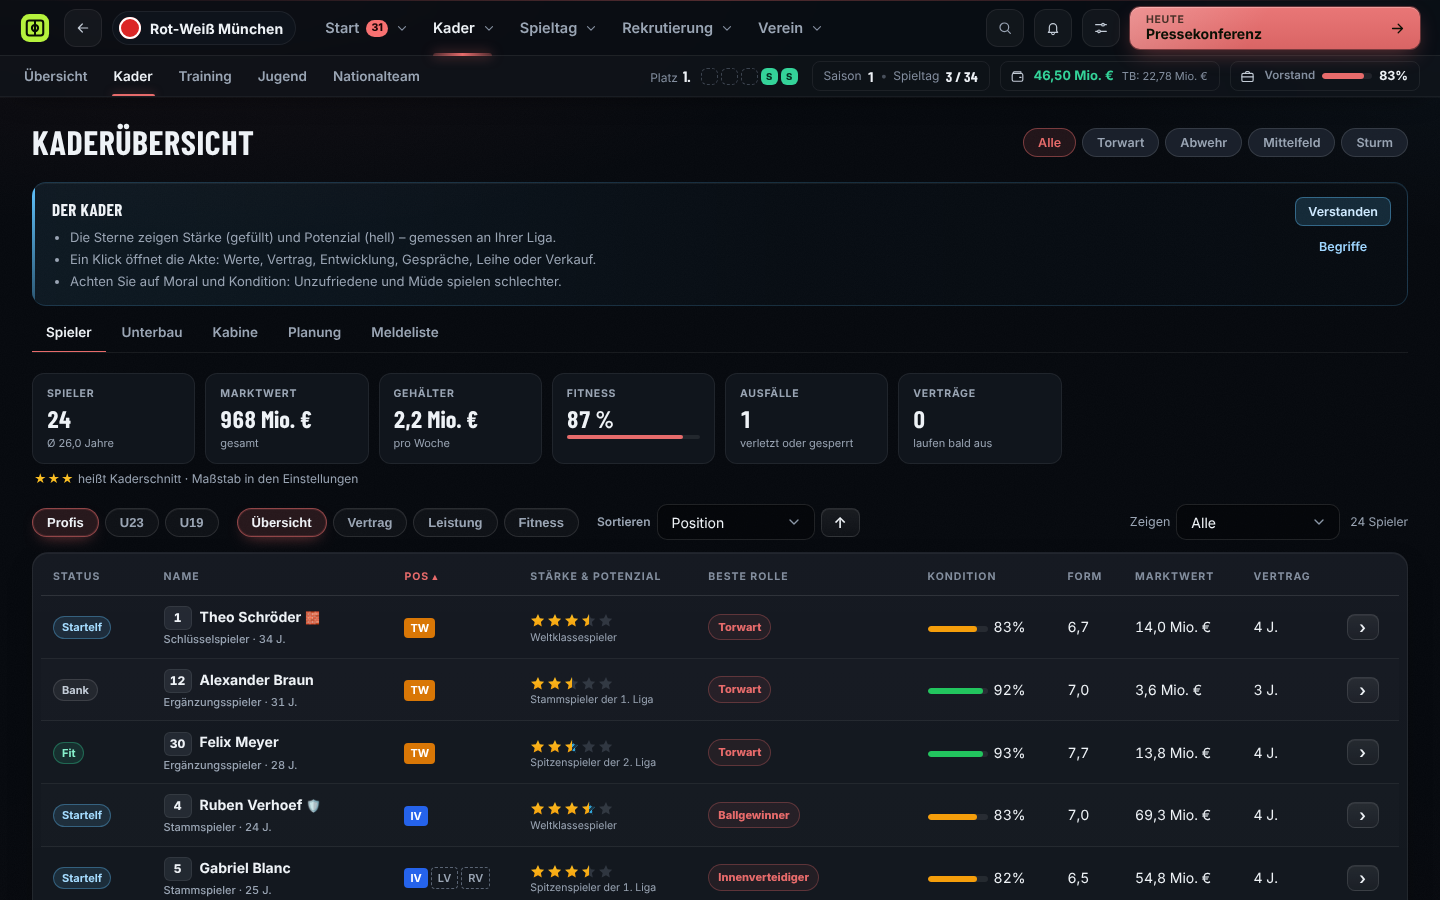 Rot-Weiß München
Start 31
Kader
Spieltag
Rekrutierung
Verein
HEUTE
Pressekonferenz
Übersicht
Kader
Training
Jugend
Nationalteam
Platz 1.
S S
Saison 1 • Spieltag 3 / 34
46,50 Mio. € TB: 22,78 Mio. €
Vorstand 83%
KADERÜBERSICHT
Alle
Torwart
Abwehr
Mittelfeld
Sturm
DER KADER
• Die Sterne zeigen Stärke (gefüllt) und Potenzial (hell) – gemessen an Ihrer Liga.
• Ein Klick öffnet die Akte: Werte, Vertrag, Entwicklung, Gespräche, Leihe oder Verkauf.
• Achten Sie auf Moral und Kondition: Unzufriedene und Müde spielen schlechter.
Verstanden
Begriffe
Spieler
Unterbau
Kabine
Planung
Meldeliste
SPIELER
24
Ø 26,0 Jahre
MARKTWERT
968 Mio. €
gesamt
GEHÄLTER
2,2 Mio. €
pro Woche
FITNESS
87 %
AUSFÄLLE
1
verletzt oder gesperrt
VERTRÄGE
0
laufen bald aus
★★★ heißt Kaderschnitt · Maßstab in den Einstellungen
Profis
U23
U19
Übersicht
Vertrag
Leistung
Fitness
Sortieren
Position
↑
Zeigen
Alle
24 Spieler
STATUS NAME POS ▲ STÄRKE & POTENZIAL BESTE ROLLE KONDITION FORM MARKTWERT VERTRAG
Startelf 1 Theo Schröder TW Torwart 83% 6,7 14,0 Mio. € 4 J. ›
Schlüsselspieler · 34 J. Weltklassespieler
Bank 12 Alexander Braun TW Torwart 92% 7,0 3,6 Mio. € 3 J. ›
Ergänzungsspieler · 31 J. Stammspieler der 1. Liga
Fit 30 Felix Meyer TW Torwart 93% 7,7 13,8 Mio. € 4 J. ›
Ergänzungsspieler · 28 J. Spitzenspieler der 2. Liga
Startelf 4 Ruben Verhoef IV Ballgewinner 83% 7,0 69,3 Mio. € 4 J. ›
Stammspieler · 24 J. Weltklassespieler
Startelf 5 Gabriel Blanc IV LV RV Innenverteidiger 82% 6,5 54,8 Mio. € 4 J. ›
Stammspieler · 25 J. Spitzenspieler der 1. Liga